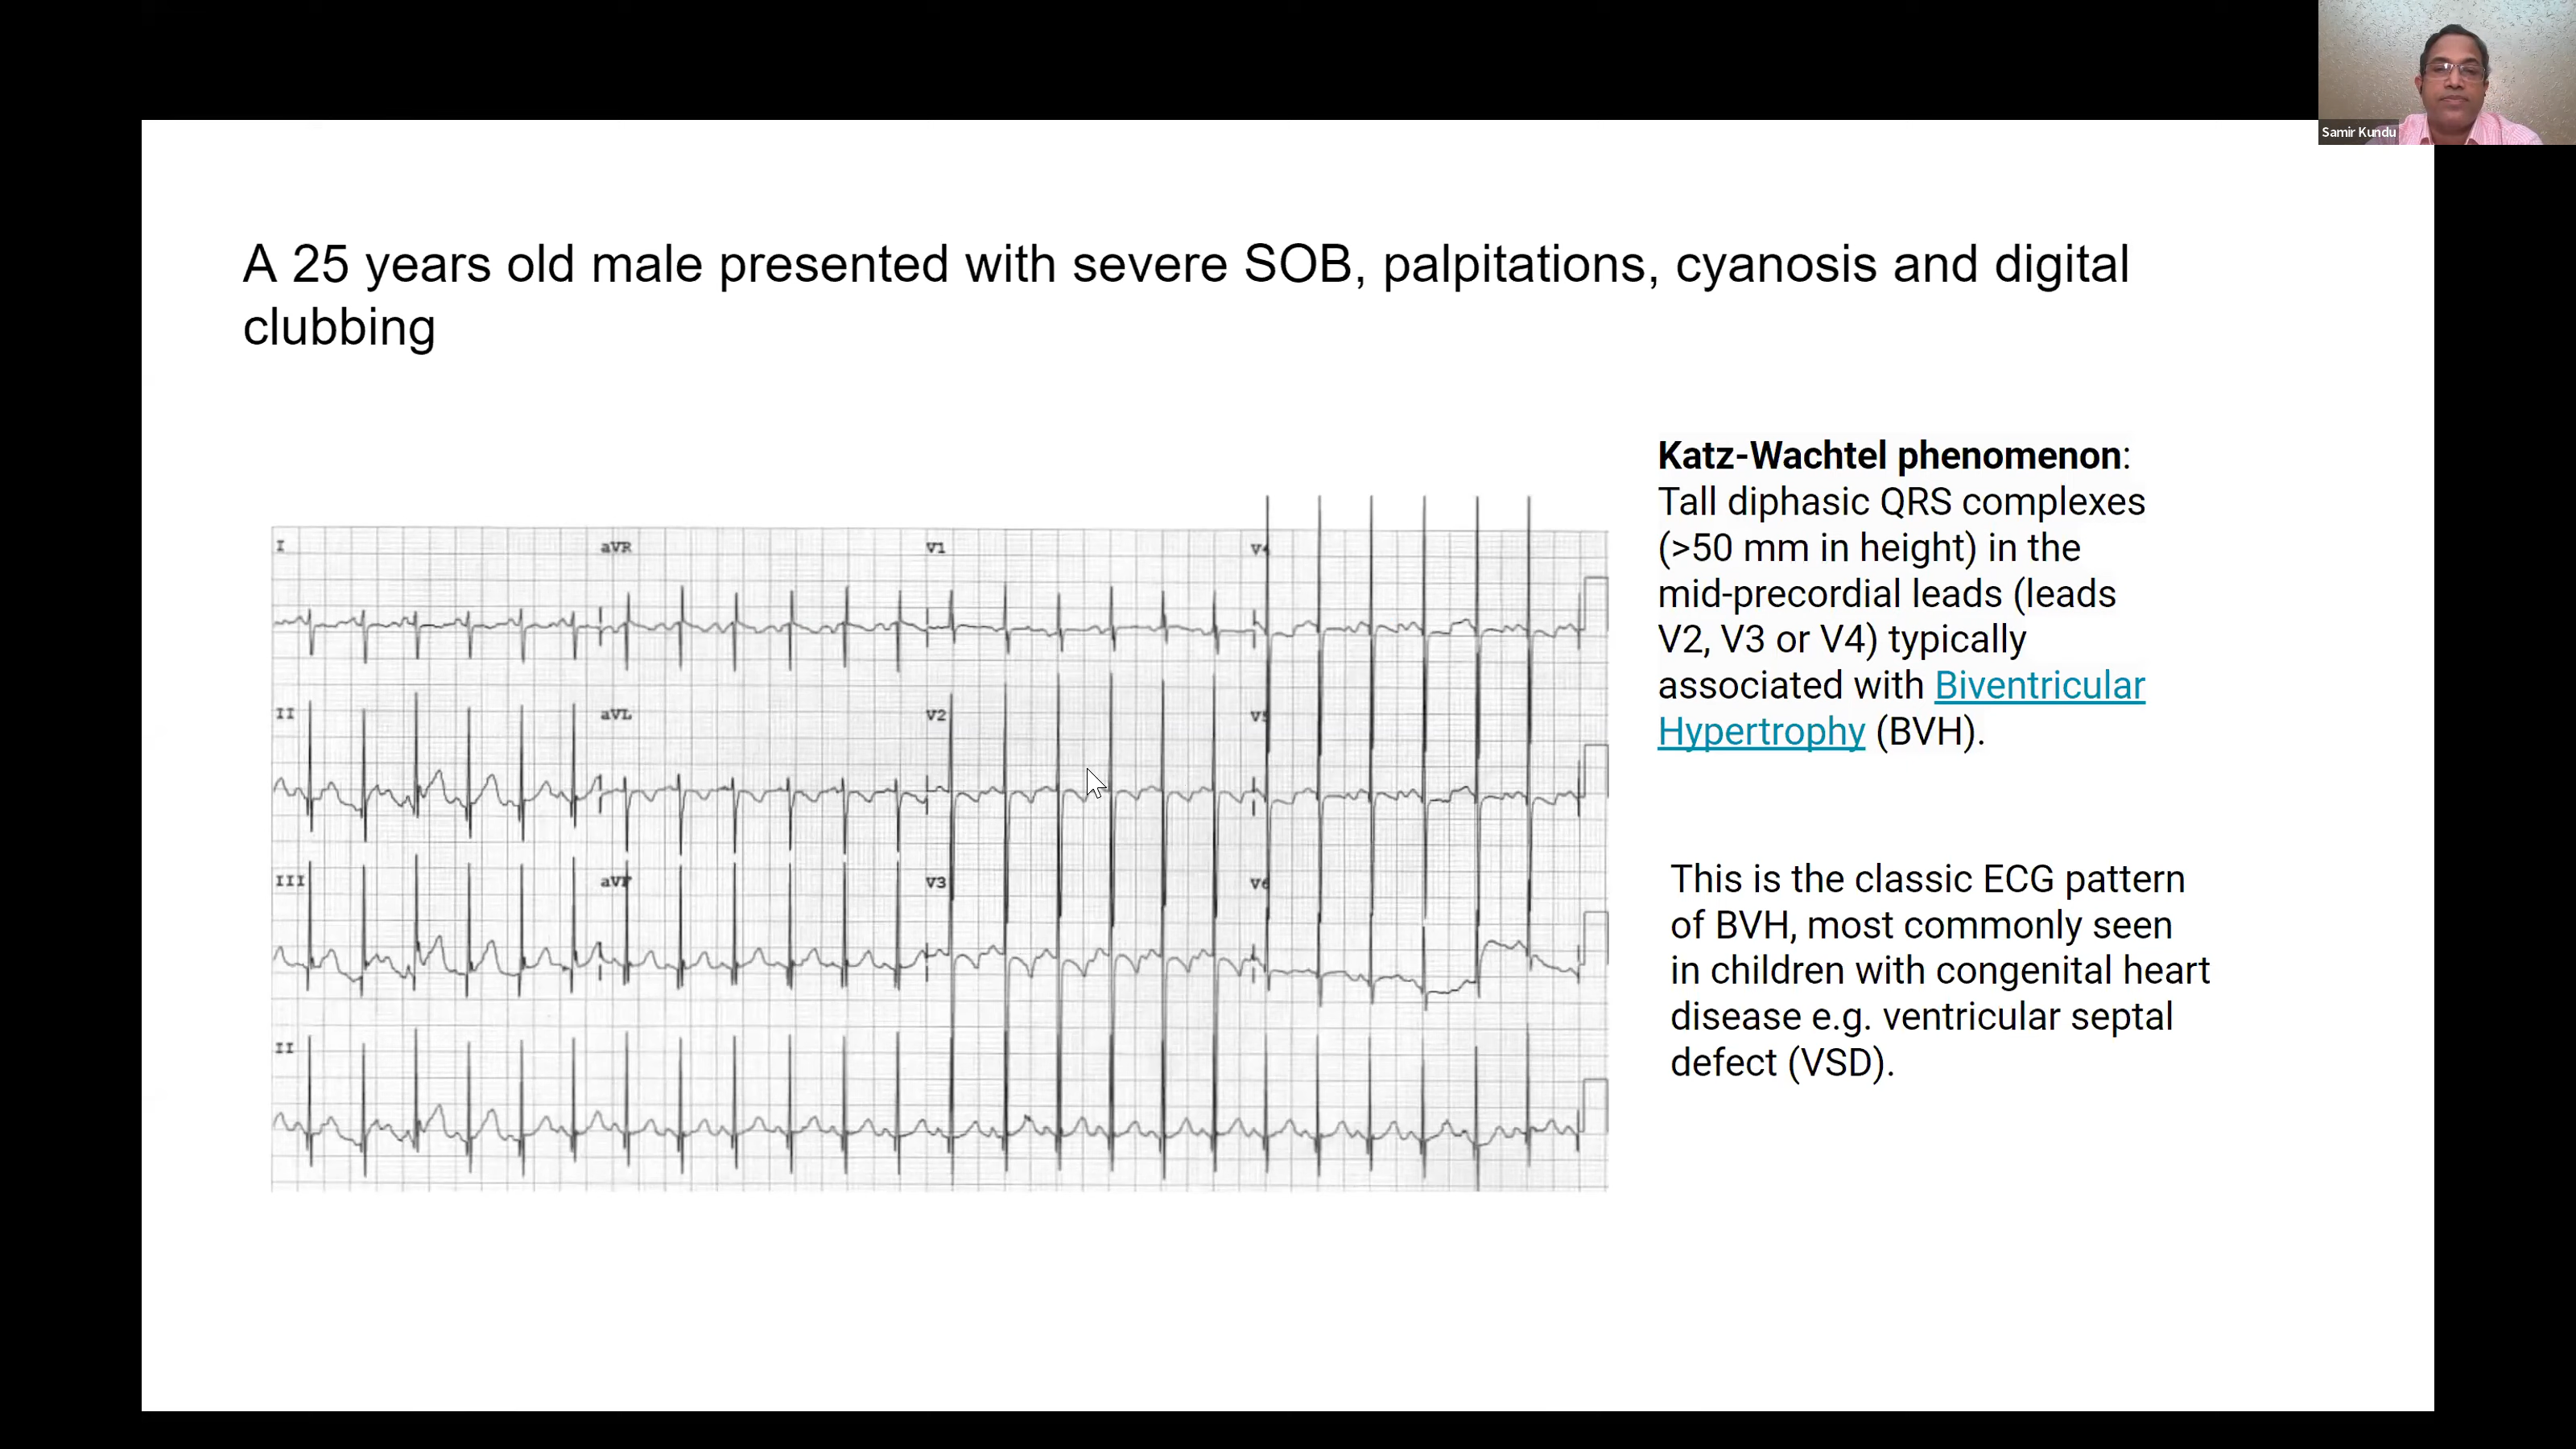 Samir Kundu
A 25 years old male presented with severe SOB, palpitations, cyanosis and digital
clubbing
I aVR V1 V4
II aVL V2 V5
III aVF V3 V6
II
Katz-Wachtel phenomenon:
Tall diphasic QRS complexes
(>50 mm in height) in the
mid-precordial leads (leads
V2, V3 or V4) typically
associated with Biventricular
Hypertrophy (BVH).
This is the classic ECG pattern
of BVH, most commonly seen
in children with congenital heart
disease e.g. ventricular septal
defect (VSD).